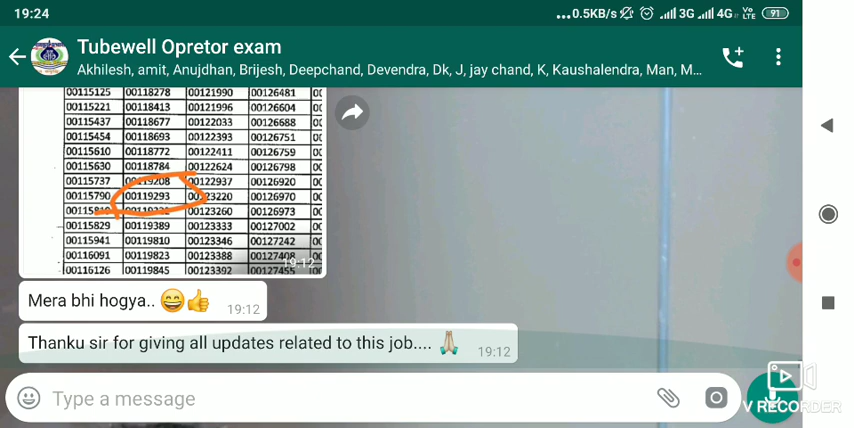 19:24
...0.5KB/s 3G 4G Vo LTE 91
Tubewell Opretor exam
Akhilesh, amit, Anujdhan, Brijesh, Deepchand, Devendra, Dk, J, jay chand, K, Kaushalendra, Man, M...
00115125 00118278 00121990 00126481
00115221 00118413 00121996 00126604
00115437 00118677 00122033 00126688
00115454 00118693 00122393 00126751
00115610 00118772 00122411 00126759
00115630 00118784 00122624 00126798
00115737 00119208 00122937 00126920
00115790 00119293 00123220 00126970
00123260 00126973
00115829 00119389 00123333 00127002
00115941 00119810 00123346 00127242
00116091 00119823 00123388 00127408
00116126 00119845 00123392 00127455
19:12
Mera bhi hogya.. 😄👍
19:12
Thanku sir for giving all updates related to this job.... 🙏
19:12
Type a message
V RECORDER